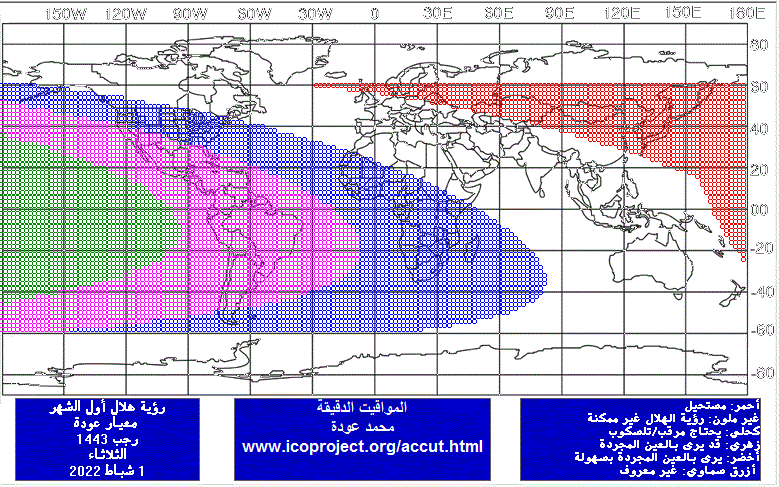 150W 120W 90W 60W 30W 0 30E 60E 90E 120E 150E 180E
80
60
40
20
00
-20
-40
-60
-80
رؤية هلال أول الشهر
معيار عودة
رجب 1443
الثلاثاء
1 شباط 2022
المواقيت الدقيقة
محمد عودة
www.icoproject.org/accut.html
أحمر: مستحيل
غير ملون: رؤية الهلال غير ممكنة
كحلي: يحتاج مرقب/تلسكوب
زهري: قد يرى بالعين المجردة
أخضر: يرى بالعين المجردة بسهولة
أزرق سماوي: غير معروف